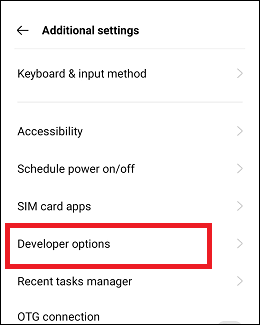 Additional settings
Keyboard & input method
Accessibility
Schedule power on/off
SIM card apps
Developer options
Recent tasks manager
OTG connection